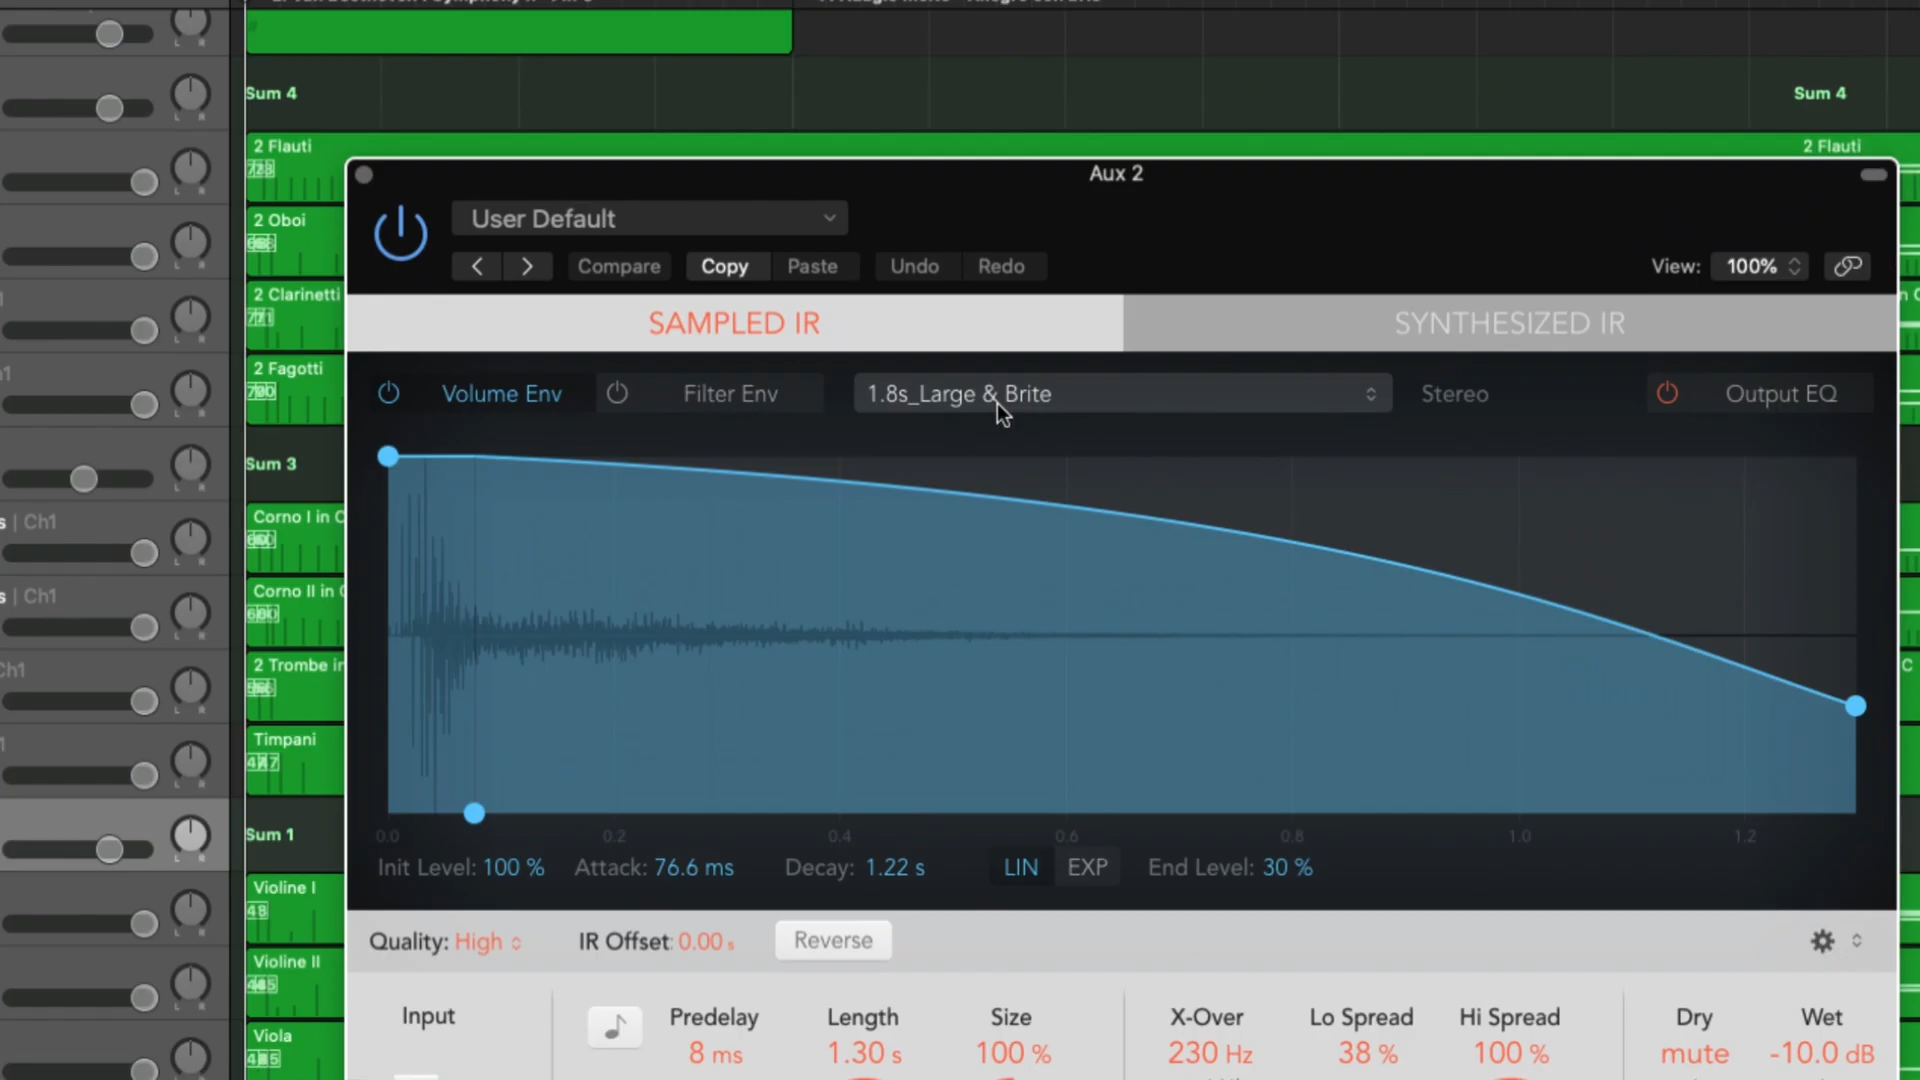 Sum 4
Sum 4
2 Flauti
2 Flauti
Aux 2
User Default
Compare
Copy
Paste
Undo
Redo
View: 100%
2 Oboi
2 Clarinetti
SAMPLED IR
SYNTHESIZED IR
2 Fagotti
Volume Env
Filter Env
1.8s_Large & Brite
Stereo
Output EQ
Sum 3
s | Ch1
Corno I in C
s | Ch1
Corno II in C
Ch1
2 Trombe in
Timpani
Sum 1
0.0
0.2
0.4
0.6
0.8
1.0
1.2
Init Level: 100 %
Attack: 76.6 ms
Decay: 1.22 s
LIN
EXP
End Level: 30 %
Violine I
Quality: High
IR Offset: 0.00 s
Reverse
Violine II
Input
Predelay
Length
Size
X-Over
Lo Spread
Hi Spread
Dry
Wet
Viola
8 ms
1.30 s
100 %
230 Hz
38 %
100 %
mute
-10.0 dB